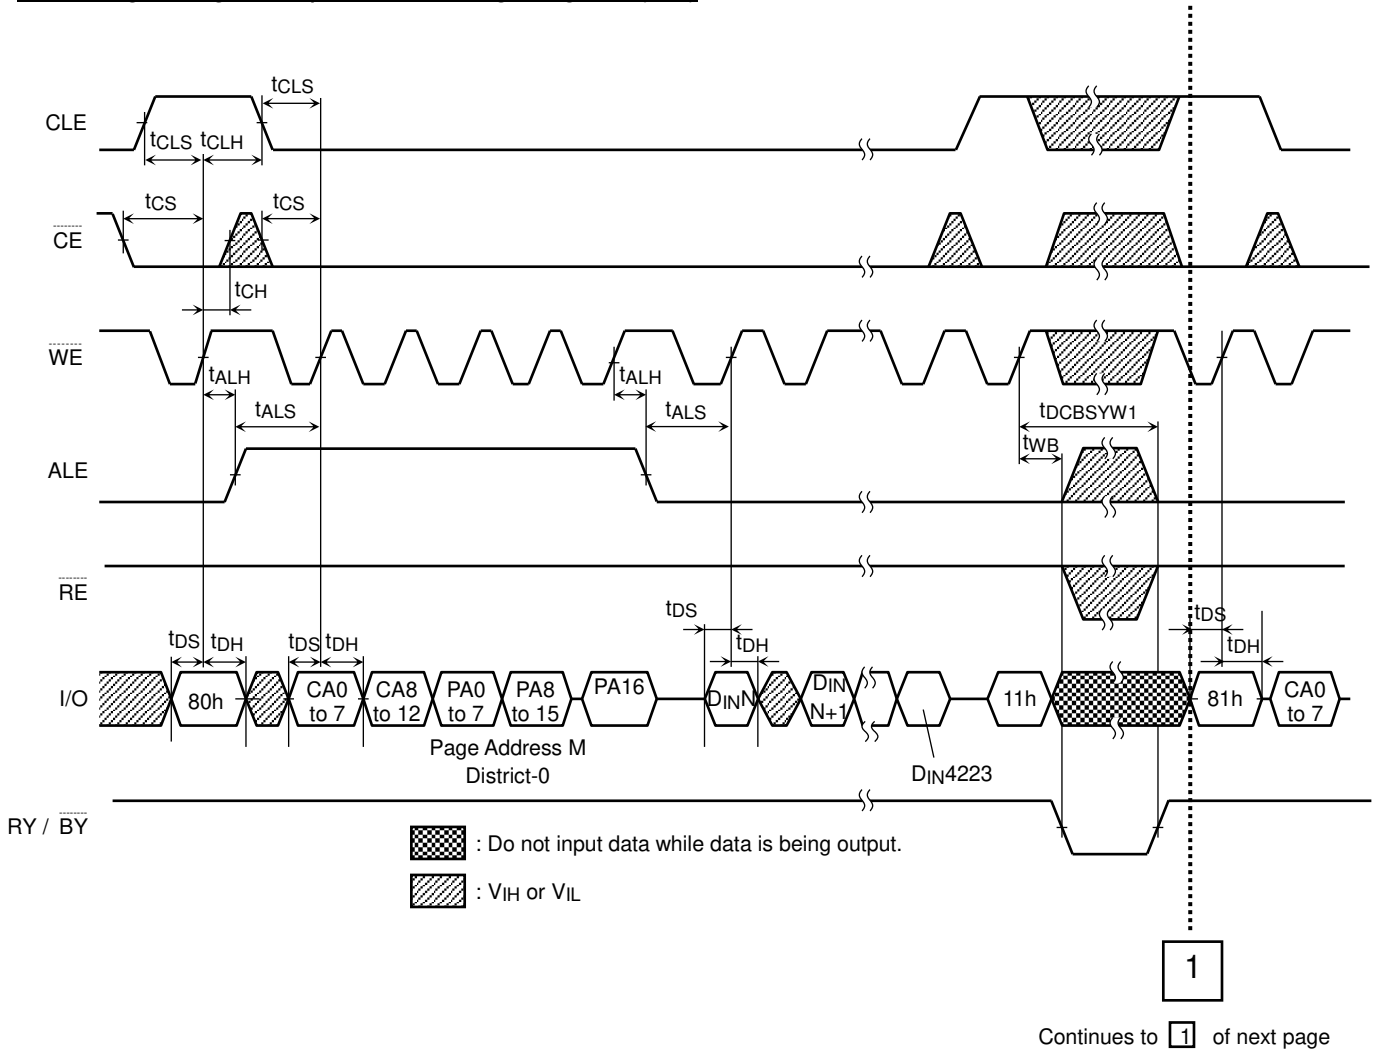 tCLS
CLE
tCLS tCLH
tCS tCS
CE
tCH
WE
tALH tALH
tALS tALS tDCBSYW1
tWB
ALE
RE
tDS tDS
tDH tDH
tDS tDH tDS tDH
I/O
80h
CA0 to 7
CA8 to 12
PA0 to 7
PA8 to 15
PA16
DINN
DIN N+1
11h
81h
CA0 to 7
Page Address M
District-0
DIN4223
RY / BY
: Do not input data while data is being output.
: VIH or VIL
1
Continues to 1 of next page